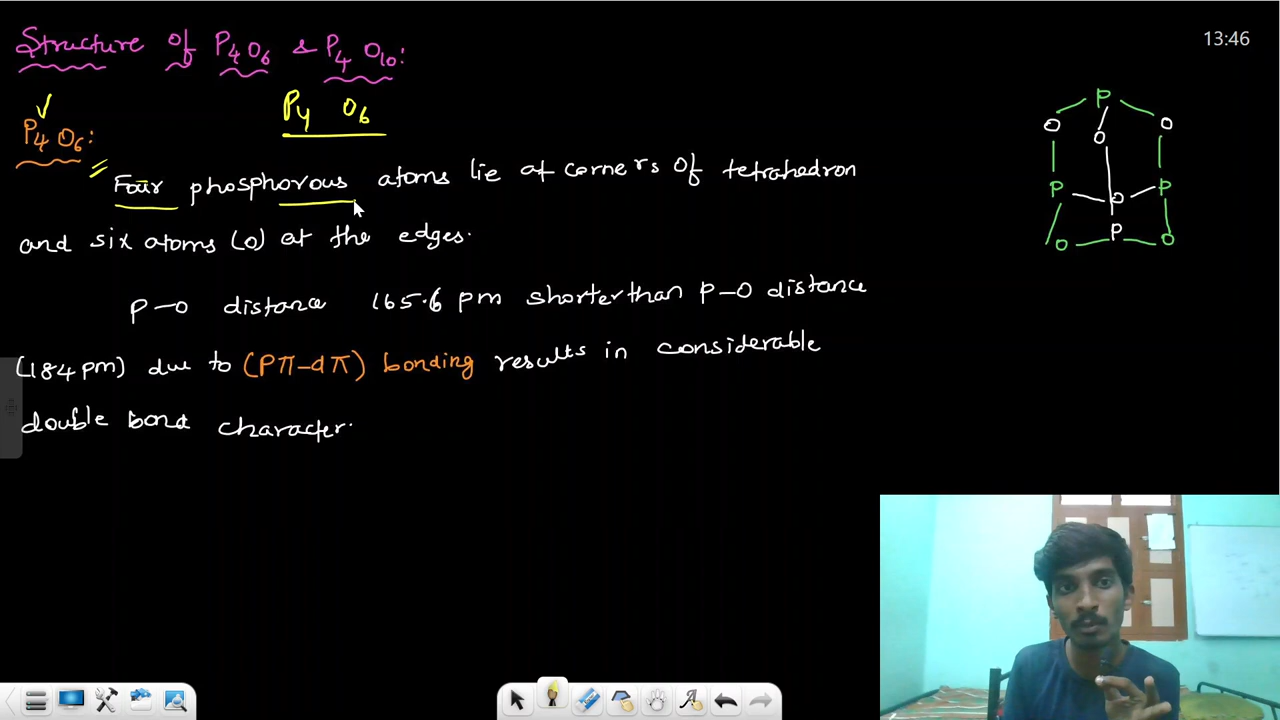 Structure of P4O6 & P4O10:
13:46
P4 O6
P4O6:
Four phosphorous atoms lie at corners of tetrahedron
and six atoms (O) at the edges.
P-O distance 165.6 pm shorter than P-O distance
(184 pm) due to (Pπ-dπ) bonding results in considerable
double bond character.
P
O O
O
P O P
P
O O